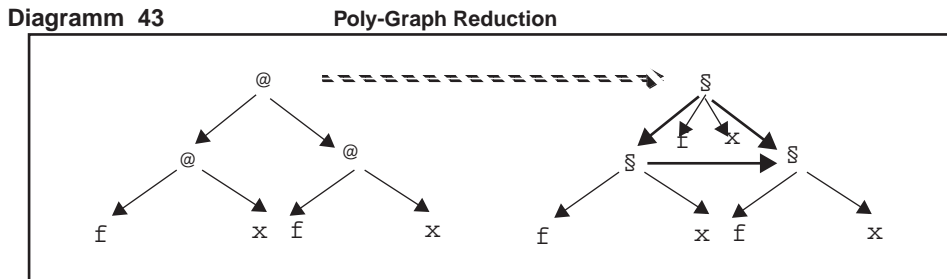 Diagramm 43 Poly-Graph Reduction
@ §
f x
@ @ § §
f x f x f x f x